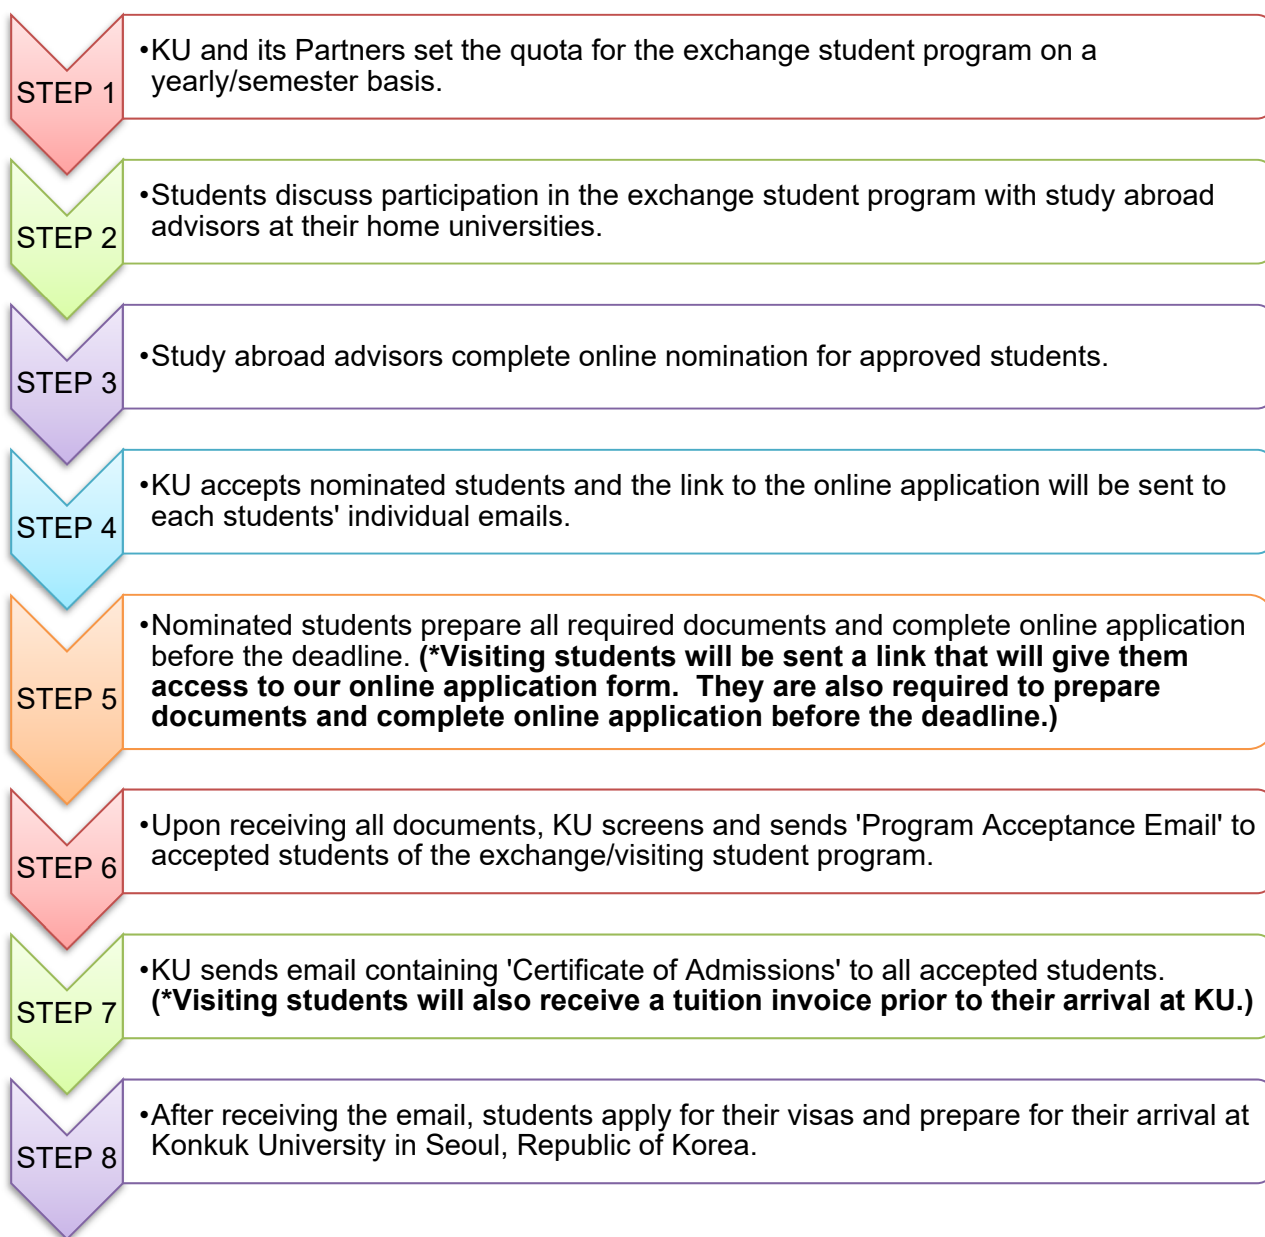 STEP 1
•KU and its Partners set the quota for the exchange student program on a
yearly/semester basis.
STEP 2
•Students discuss participation in the exchange student program with study abroad
advisors at their home universities.
STEP 3
•Study abroad advisors complete online nomination for approved students.
STEP 4
•KU accepts nominated students and the link to the online application will be sent to
each students' individual emails.
STEP 5
•Nominated students prepare all required documents and complete online application
before the deadline. (*Visiting students will be sent a link that will give them
access to our online application form.  They are also required to prepare
documents and complete online application before the deadline.)
STEP 6
•Upon receiving all documents, KU screens and sends 'Program Acceptance Email' to
accepted students of the exchange/visiting student program.
STEP 7
•KU sends email containing 'Certificate of Admissions' to all accepted students.
(*Visiting students will also receive a tuition invoice prior to their arrival at KU.)
STEP 8
•After receiving the email, students apply for their visas and prepare for their arrival at
Konkuk University in Seoul, Republic of Korea.